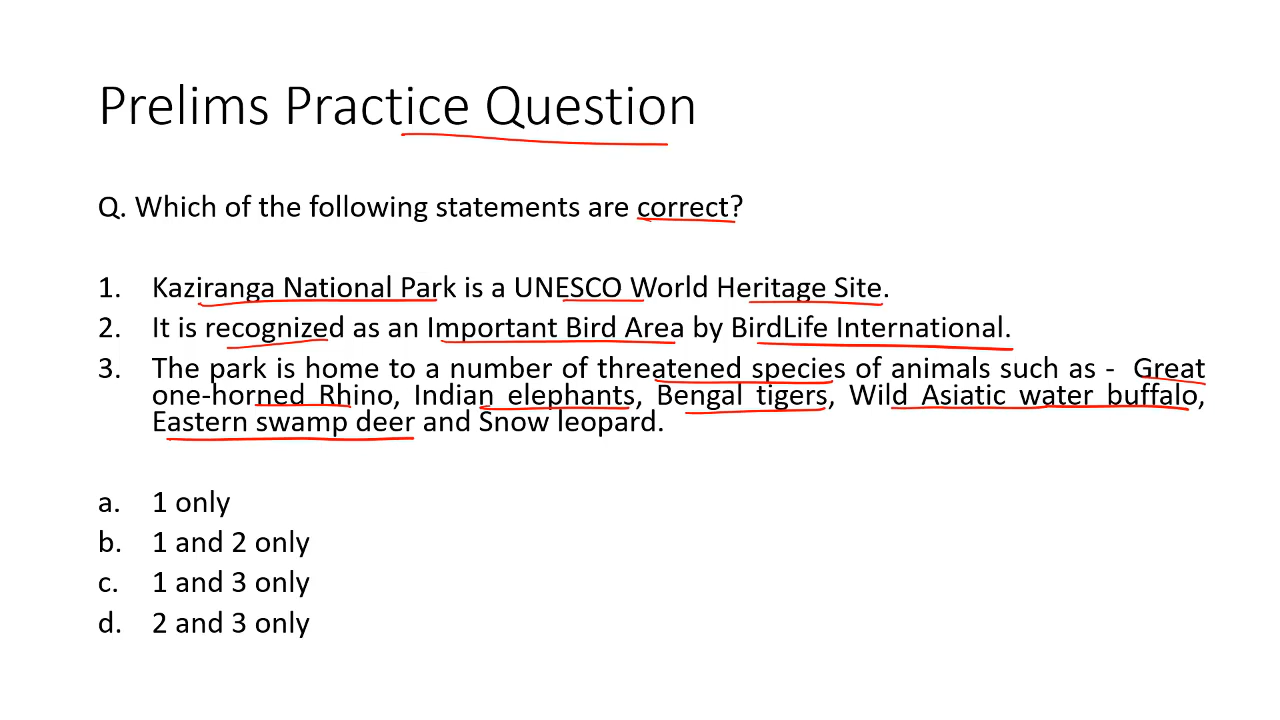 Prelims Practice Question
Q. Which of the following statements are correct?
1. Kaziranga National Park is a UNESCO World Heritage Site.
2. It is recognized as an Important Bird Area by BirdLife International.
3. The park is home to a number of threatened species of animals such as - Great
one-horned Rhino, Indian elephants, Bengal tigers, Wild Asiatic water buffalo,
Eastern swamp deer and Snow leopard.
a. 1 only
b. 1 and 2 only
c. 1 and 3 only
d. 2 and 3 only